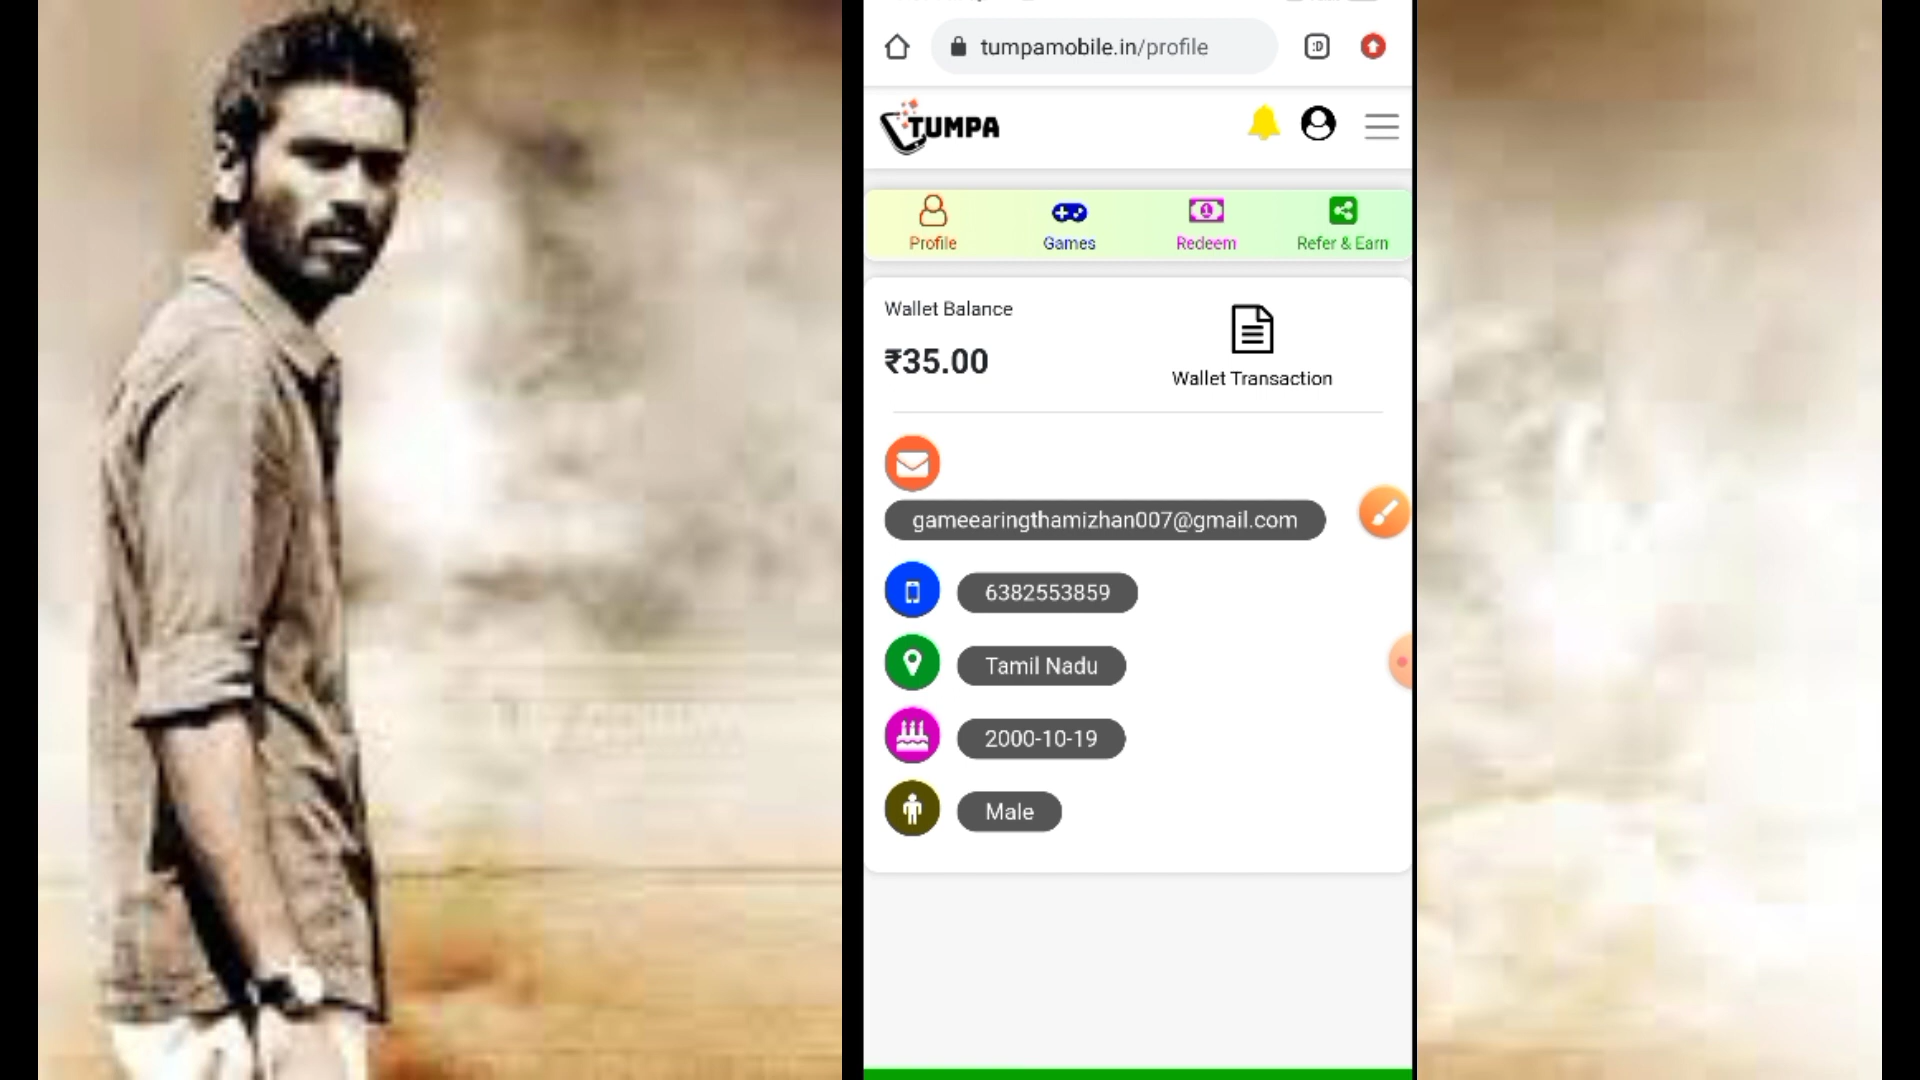 tumpamobile.in/profile
:D
TUMPA
Profile
Games
Redeem
Refer & Earn
Wallet Balance
₹35.00
Wallet Transaction
gameearingthamizhan007@gmail.com
6382553859
Tamil Nadu
2000-10-19
Male